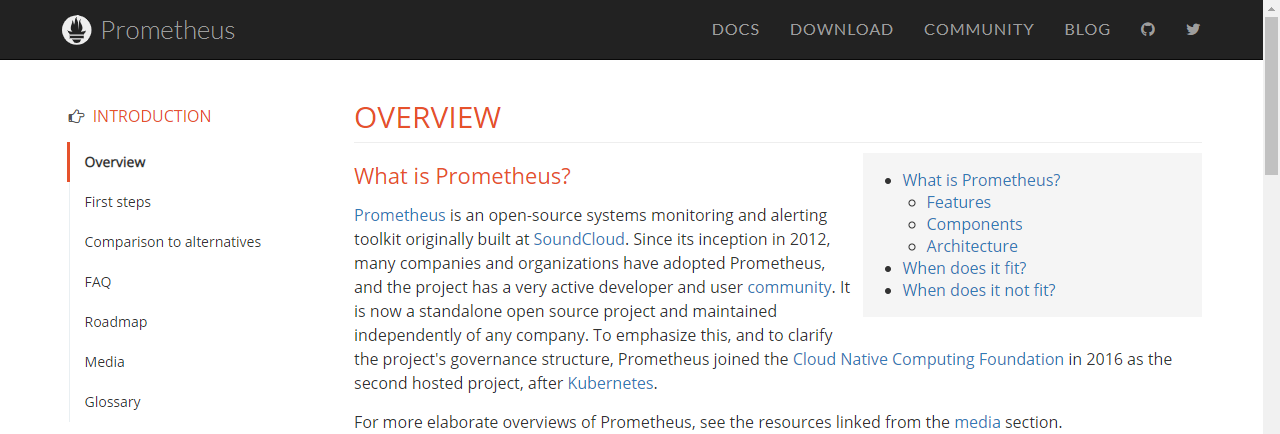 Prometheus
DOCS DOWNLOAD COMMUNITY BLOG
INTRODUCTION
Overview
First steps
Comparison to alternatives
FAQ
Roadmap
Media
Glossary
OVERVIEW
What is Prometheus?
Prometheus is an open-source systems monitoring and alerting
toolkit originally built at SoundCloud. Since its inception in 2012,
many companies and organizations have adopted Prometheus,
and the project has a very active developer and user community. It
is now a standalone open source project and maintained
independently of any company. To emphasize this, and to clarify
the project's governance structure, Prometheus joined the Cloud Native Computing Foundation in 2016 as the
second hosted project, after Kubernetes.
For more elaborate overviews of Prometheus, see the resources linked from the media section.
What is Prometheus?
Features
Components
Architecture
When does it fit?
When does it not fit?